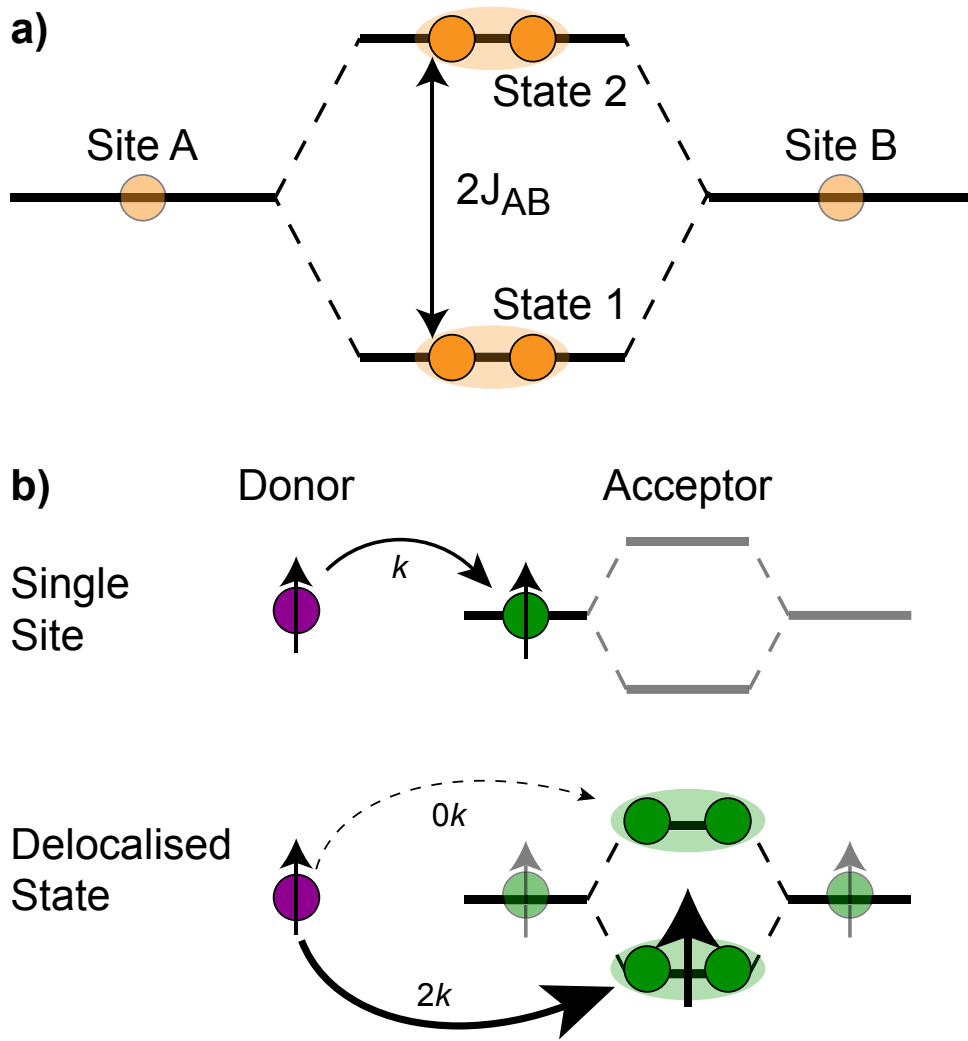 a)
State 2
Site A
Site B
2J_AB
State 1
b)
Donor
Acceptor
k
Single
Site
0k
Delocalised
State
2k